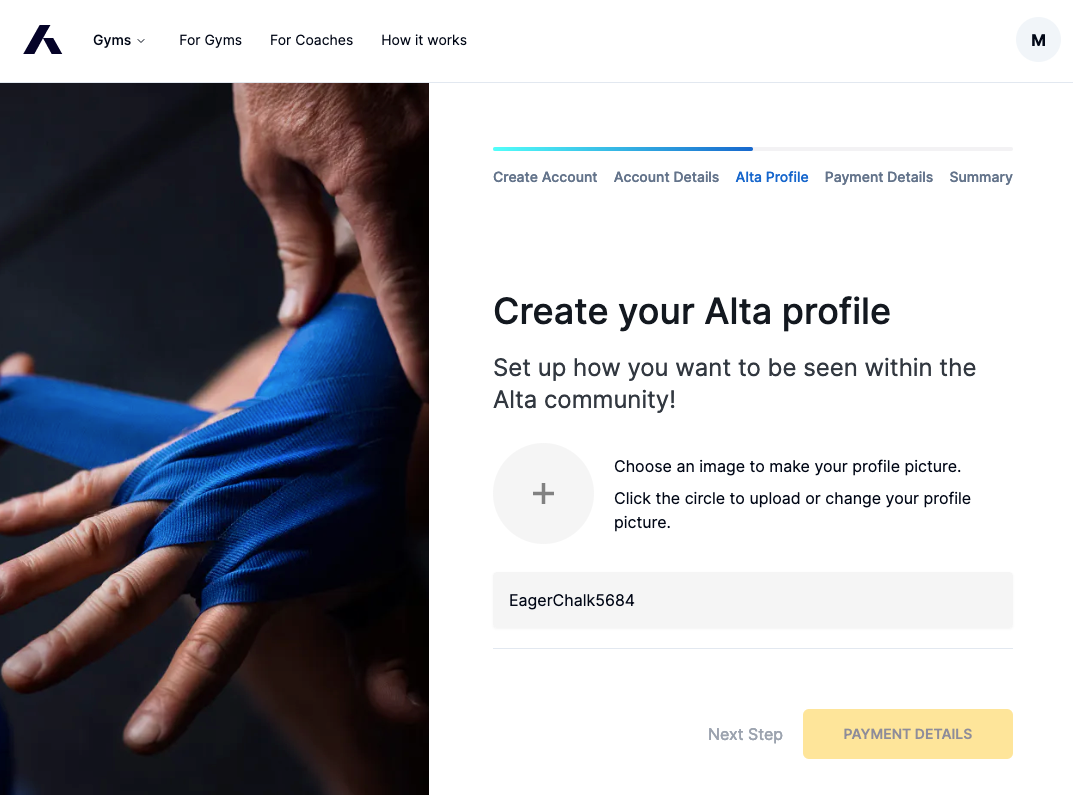 Gyms
For Gyms
For Coaches
How it works
M
Create Account
Account Details
Alta Profile
Payment Details
Summary
Create your Alta profile
Set up how you want to be seen within the
Alta community!
Choose an image to make your profile picture.
Click the circle to upload or change your profile
picture.
EagerChalk5684
Next Step
PAYMENT DETAILS